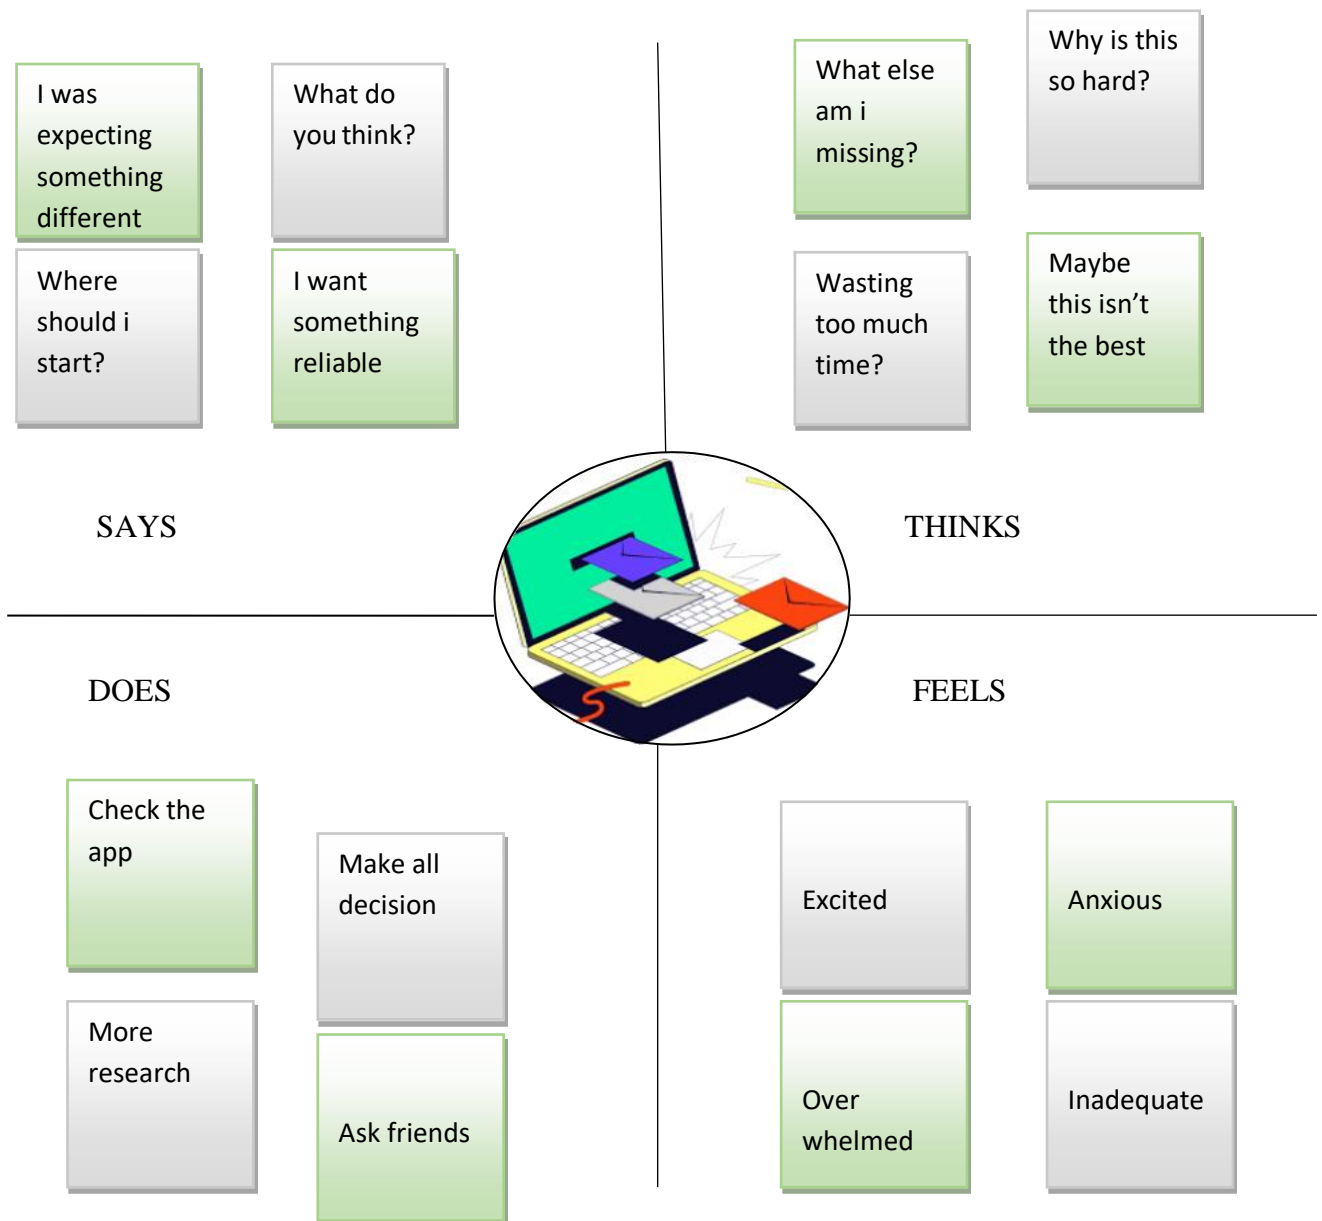 I was
expecting
something
different
What do
you think?
Where
should i
start?
I want
something
reliable
SAYS
What else
am i
missing?
Why is this
so hard?
Wasting
too much
time?
Maybe
this isn’t
the best
THINKS
DOES
Check the
app
Make all
decision
More
research
Ask friends
FEELS
Excited
Anxious
Over
whelmed
Inadequate